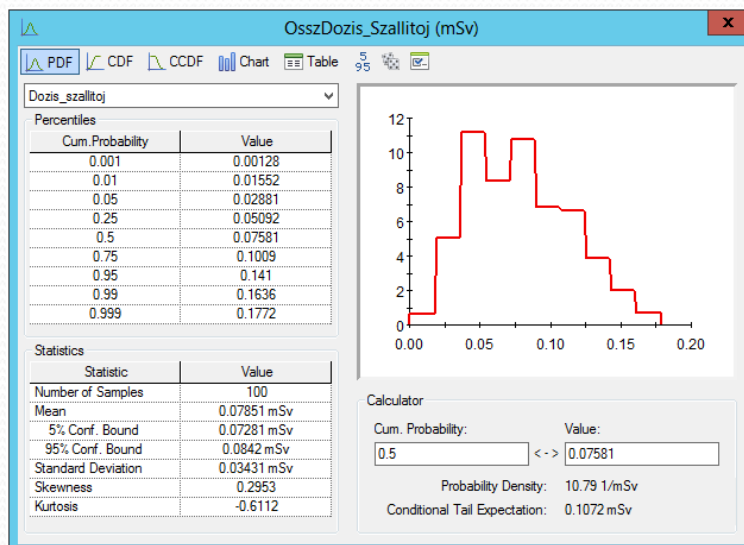 OsszDozis_Szallitoj (mSv)
x
PDF CDF CCDF Chart Table 5 95
Dozis_szallitoj
Percentiles
Cum.Probability Value
0.001 0.00128
0.01 0.01552
0.05 0.02881
0.25 0.05092
0.5 0.07581
0.75 0.1009
0.95 0.141
0.99 0.1636
0.999 0.1772
Statistics
Statistic Value
Number of Samples 100
Mean 0.07851 mSv
5% Conf. Bound 0.07281 mSv
95% Conf. Bound 0.0842 mSv
Standard Deviation 0.03431 mSv
Skewness 0.2953
Kurtosis -0.6112
12
10
8
6
4
2
0
0.00 0.05 0.10 0.15 0.20
Calculator
Cum. Probability: Value:
0.5 < - > 0.07581
Probability Density: 10.79 1/mSv
Conditional Tail Expectation: 0.1072 mSv